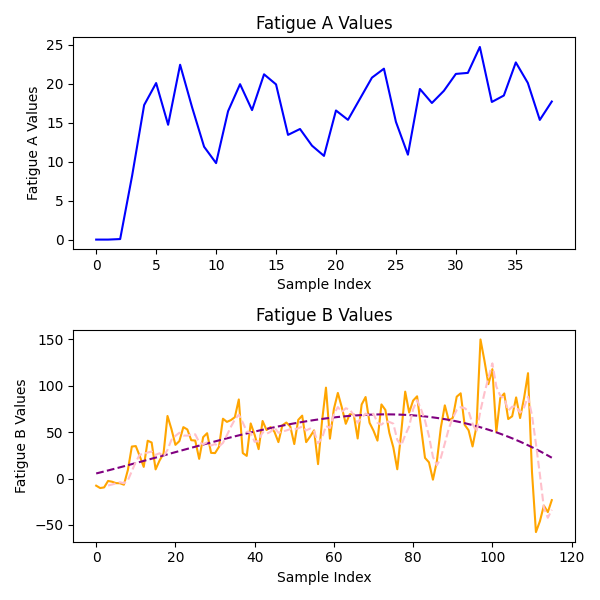 Fatigue A Values
Fatigue A Values
25
20
15
10
5
0
0 5 10 15 20 25 30 35
Sample Index
Fatigue B Values
Fatigue B Values
150
100
50
0
−50
0 20 40 60 80 100 120
Sample Index